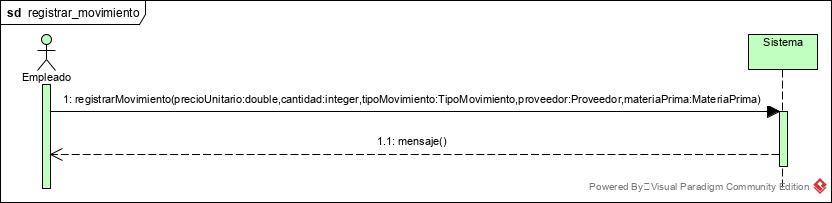 sd registrar_movimiento
Empleado
Sistema
1: registrarMovimiento(precioUnitario:double,cantidad:integer,tipoMovimiento:TipoMovimiento,proveedor:Proveedor,materiaPrima:MateriaPrima)
1.1: mensaje()
Powered By Visual Paradigm Community Edition